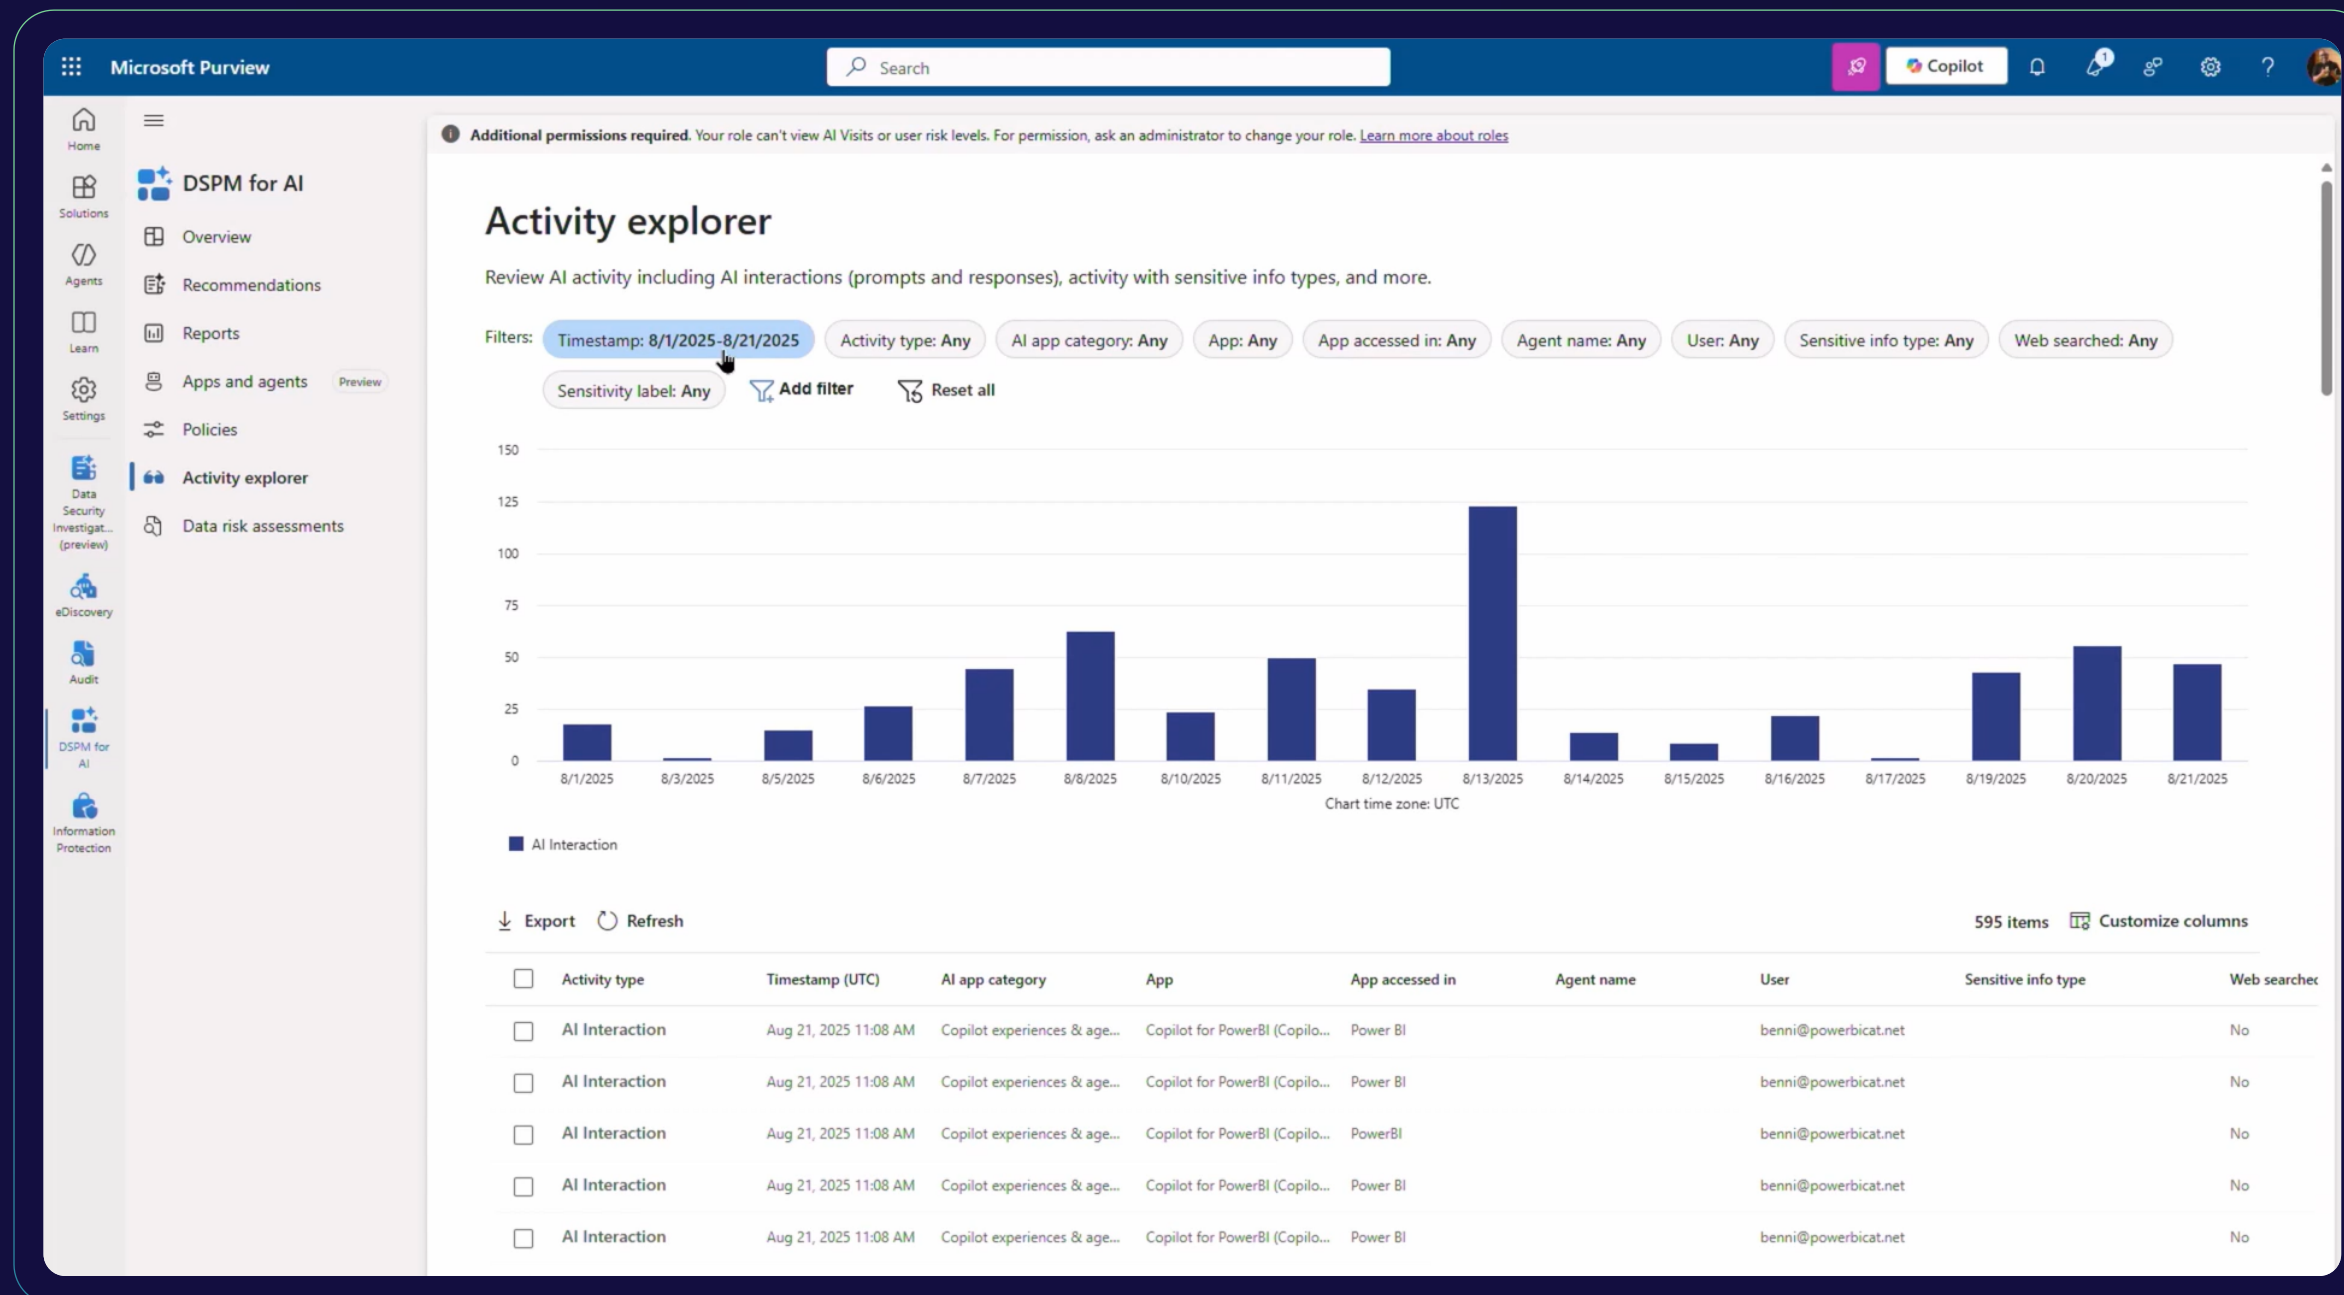 Microsoft Purview
Search
Copilot
1
Home
Solutions
Agents
Learn
Settings
Data
Security
Investigat...
(preview)
eDiscovery
Audit
DSPM for
AI
Information
Protection
DSPM for AI
Overview
Recommendations
Reports
Apps and agents Preview
Policies
Activity explorer
Data risk assessments
Additional permissions required. Your role can't view AI Visits or user risk levels. For permission, ask an administrator to change your role. Learn more about roles
Activity explorer
Review AI activity including AI interactions (prompts and responses), activity with sensitive info types, and more.
Filters: Timestamp: 8/1/2025-8/21/2025 Activity type: Any AI app category: Any App: Any App accessed in: Any Agent name: Any User: Any Sensitive info type: Any Web searched: Any
Sensitivity label: Any Add filter Reset all
150
125
100
75
50
25
0
8/1/2025 8/3/2025 8/5/2025 8/6/2025 8/7/2025 8/8/2025 8/10/2025 8/11/2025 8/12/2025 8/13/2025 8/14/2025 8/15/2025 8/16/2025 8/17/2025 8/19/2025 8/20/2025 8/21/2025
Chart time zone: UTC
AI Interaction
Export Refresh 595 items Customize columns
Activity type Timestamp (UTC) AI app category App App accessed in Agent name User Sensitive info type Web searched
AI Interaction Aug 21, 2025 11:08 AM Copilot experiences & age... Copilot for PowerBI (Copilo... Power BI benni@powerbicat.net No
AI Interaction Aug 21, 2025 11:08 AM Copilot experiences & age... Copilot for PowerBI (Copilo... Power BI benni@powerbicat.net No
AI Interaction Aug 21, 2025 11:08 AM Copilot experiences & age... Copilot for PowerBI (Copilo... PowerBI benni@powerbicat.net No
AI Interaction Aug 21, 2025 11:08 AM Copilot experiences & age... Copilot for PowerBI (Copilo... Power BI benni@powerbicat.net No
AI Interaction Aug 21, 2025 11:08 AM Copilot experiences & age... Copilot for PowerBI (Copilo... Power BI benni@powerbicat.net No